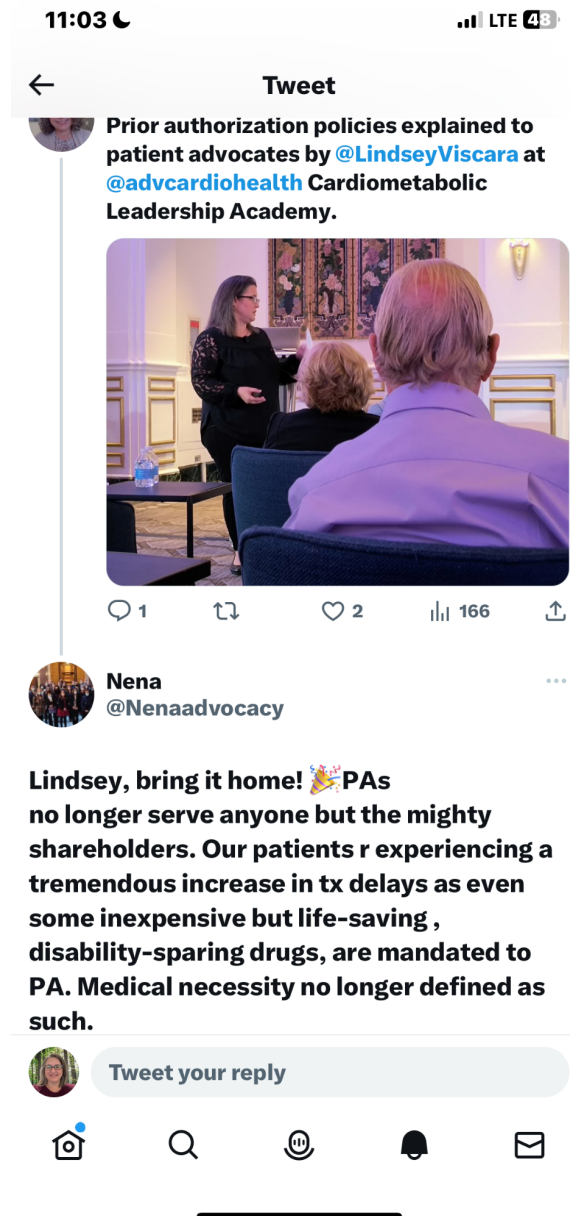 11:03
LTE 48
Tweet
Prior authorization policies explained to
patient advocates by @LindseyViscara at
@advcardiohealth Cardiometabolic
Leadership Academy.
1
2
166
Nena
@Nenaadvocacy
Lindsey, bring it home! 🎉PAs
no longer serve anyone but the mighty
shareholders. Our patients r experiencing a
tremendous increase in tx delays as even
some inexpensive but life-saving ,
disability-sparing drugs, are mandated to
PA. Medical necessity no longer defined as
such.
Tweet your reply